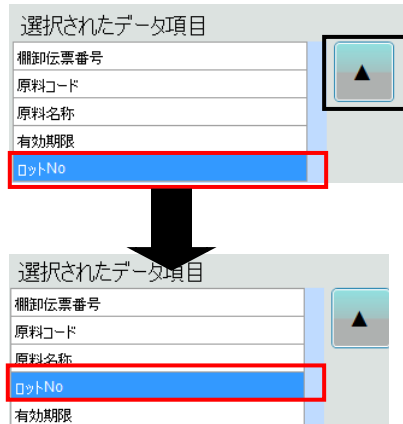 選択されたデータ項目
棚卸伝票番号
原料コード
原料名称
有効期限
ロットNo
▲
選択されたデータ項目
棚卸伝票番号
原料コード
原料名称
ロットNo
有効期限
▲